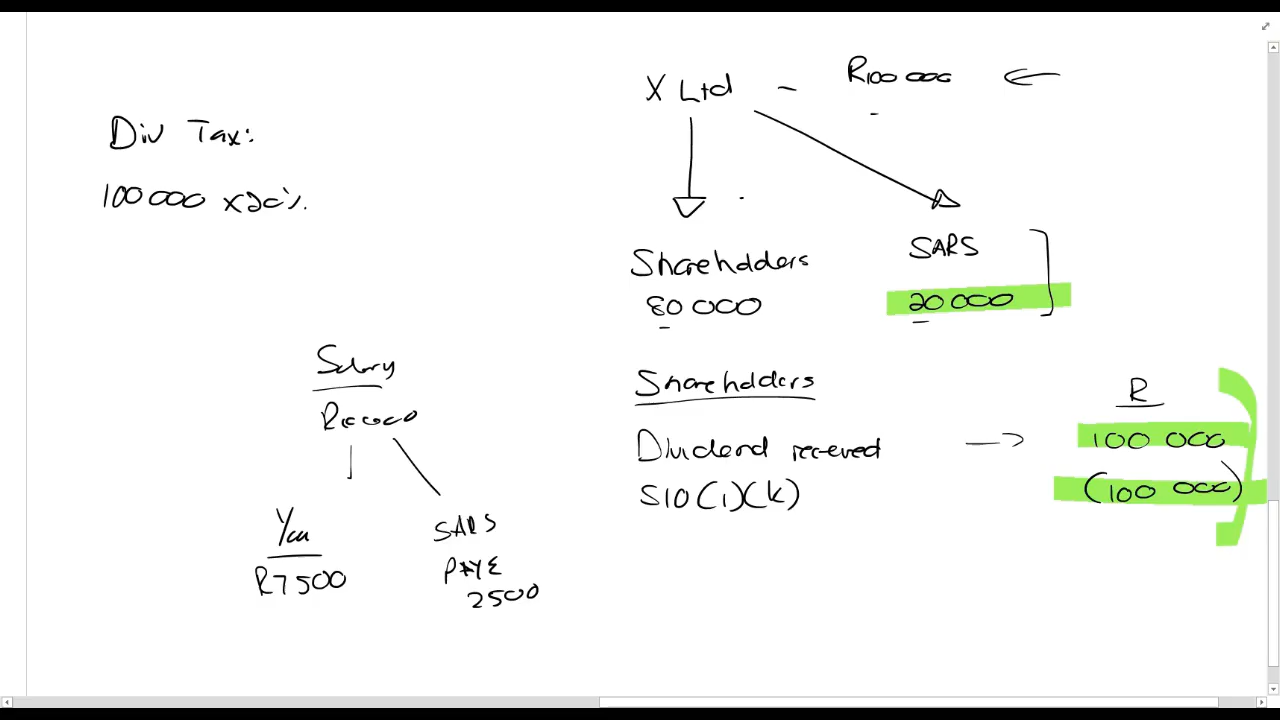 X Ltd - R100 000
Div Tax:
100 000 x 20%.
Shareholders
80 000
SARS
20 000
Salary
R10 000
You
R7 500
SARS
PAYE
2500
Shareholders
R
Dividend received → 100 000
S10(1)(k) (100 000)